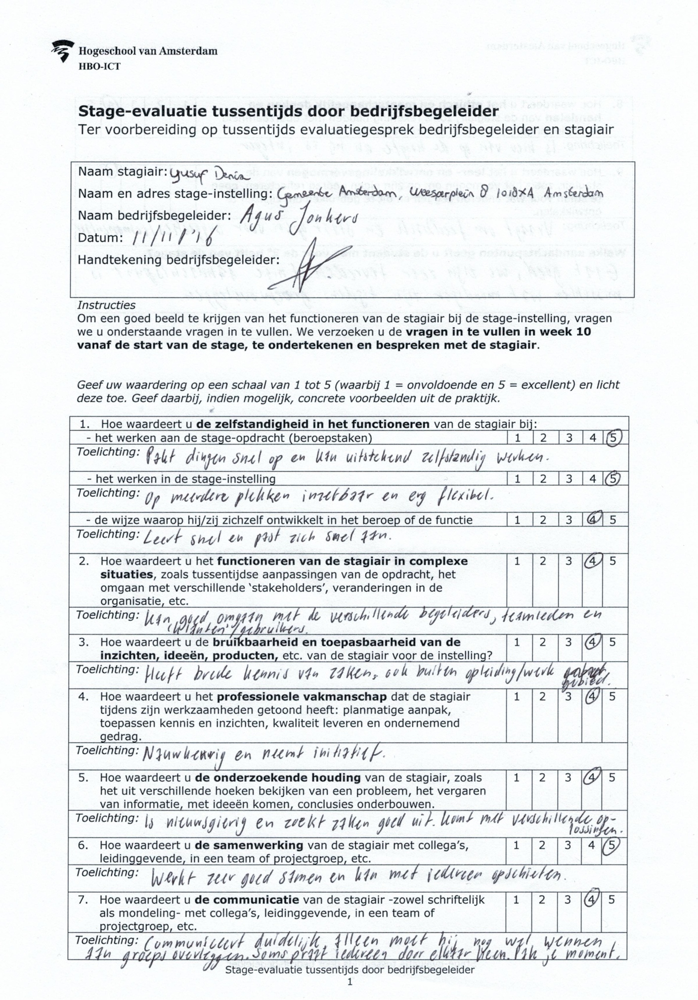 Hogeschool van Amsterdam
HBO-ICT
Stage-evaluatie tussentijds door bedrijfsbegeleider
Ter voorbereiding op tussentijds evaluatiegesprek bedrijfsbegeleider en stagiair
Naam stagiair: Yusuf Deniz
Naam en adres stage-instelling: Gemeente Amsterdam, Weesperplein 8 1018XA Amsterdam
Naam bedrijfsbegeleider: Agus Jonkers
Datum: 11/11/'16
Handtekening bedrijfsbegeleider:
Instructies
Om een goed beeld te krijgen van het functioneren van de stagiair bij de stage-instelling, vragen
we u onderstaande vragen in te vullen. We verzoeken u de vragen in te vullen in week 10
vanaf de start van de stage, te ondertekenen en bespreken met de stagiair.
Geef uw waardering op een schaal van 1 tot 5 (waarbij 1 = onvoldoende en 5 = excellent) en licht
deze toe. Geef daarbij, indien mogelijk, concrete voorbeelden uit de praktijk.
1. Hoe waardeert u de zelfstandigheid in het functioneren van de stagiair bij:
- het werken aan de stage-opdracht (beroepstaken) 1 2 3 4 5
Toelichting: Pakt dingen snel op en kan uitstekend zelfstandig werken.
- het werken in de stage-instelling 1 2 3 4 5
Toelichting: Op meerdere plekken inzetbaar en erg flexibel.
- de wijze waarop hij/zij zichzelf ontwikkelt in het beroep of de functie 1 2 3 4 5
Toelichting: Leert snel en past zich snel aan.
2. Hoe waardeert u het functioneren van de stagiair in complexe 1 2 3 4 5
situaties, zoals tussentijdse aanpassingen van de opdracht, het
omgaan met verschillende ‘stakeholders’, veranderingen in de
organisatie, etc.
Toelichting: Kan goed omgaan met de verschillende begeleiders, teamleden en
"klanten"/gebruikers.
3. Hoe waardeert u de bruikbaarheid en toepasbaarheid van de 1 2 3 4 5
inzichten, ideeën, producten, etc. van de stagiair voor de instelling?
Toelichting: Heeft brede kennis van zaken, ook buiten opleiding/werk
gebied.
4. Hoe waardeert u het professionele vakmanschap dat de stagiair 1 2 3 4 5
tijdens zijn werkzaamheden getoond heeft: planmatige aanpak,
toepassen kennis en inzichten, kwaliteit leveren en ondernemend
gedrag.
Toelichting: Nauwkeurig en neemt initiatief.
5. Hoe waardeert u de onderzoekende houding van de stagiair, zoals 1 2 3 4 5
het uit verschillende hoeken bekijken van een probleem, het vergaren
van informatie, met ideeën komen, conclusies onderbouwen.
Toelichting: Is nieuwsgierig en zoekt zaken goed uit. Komt met verschillende op-
lossingen.
6. Hoe waardeert u de samenwerking van de stagiair met collega’s, 1 2 3 4 5
leidinggevende, in een team of projectgroep, etc.
Toelichting: Werkt zeer goed samen en kan met iedereen opschieten.
7. Hoe waardeert u de communicatie van de stagiair -zowel schriftelijk 1 2 3 4 5
als mondeling- met collega’s, leidinggevende, in een team of
projectgroep, etc.
Toelichting: Communiceert duidelijk, alleen moet hij nog wel wennen
aan groeps overleggen. Soms praat iedereen door elkaar heen. Pak je moment.
Stage-evaluatie tussentijds door bedrijfsbegeleider
1